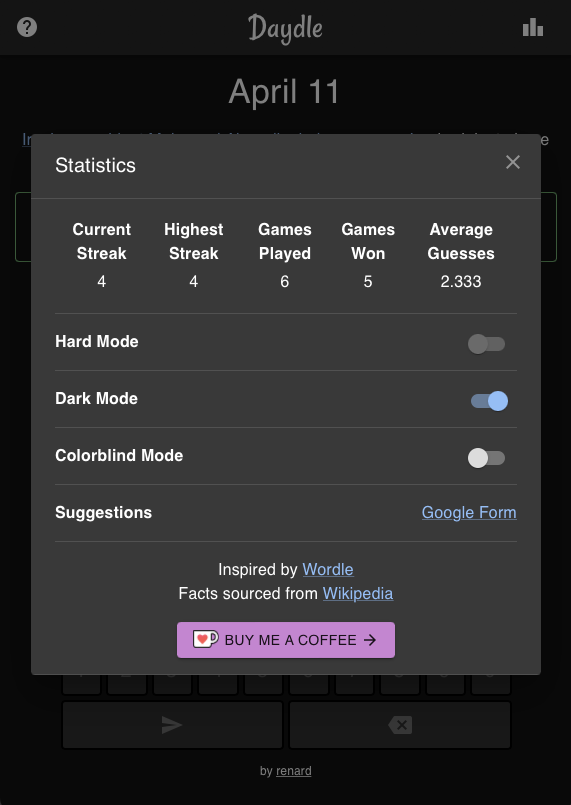 Daydle
April 11
Statistics
Current Streak
Highest Streak
Games Played
Games Won
Average Guesses
4
4
6
5
2.333
Hard Mode
Dark Mode
Colorblind Mode
Suggestions
Google Form
Inspired by Wordle
Facts sourced from Wikipedia
BUY ME A COFFEE
by renard